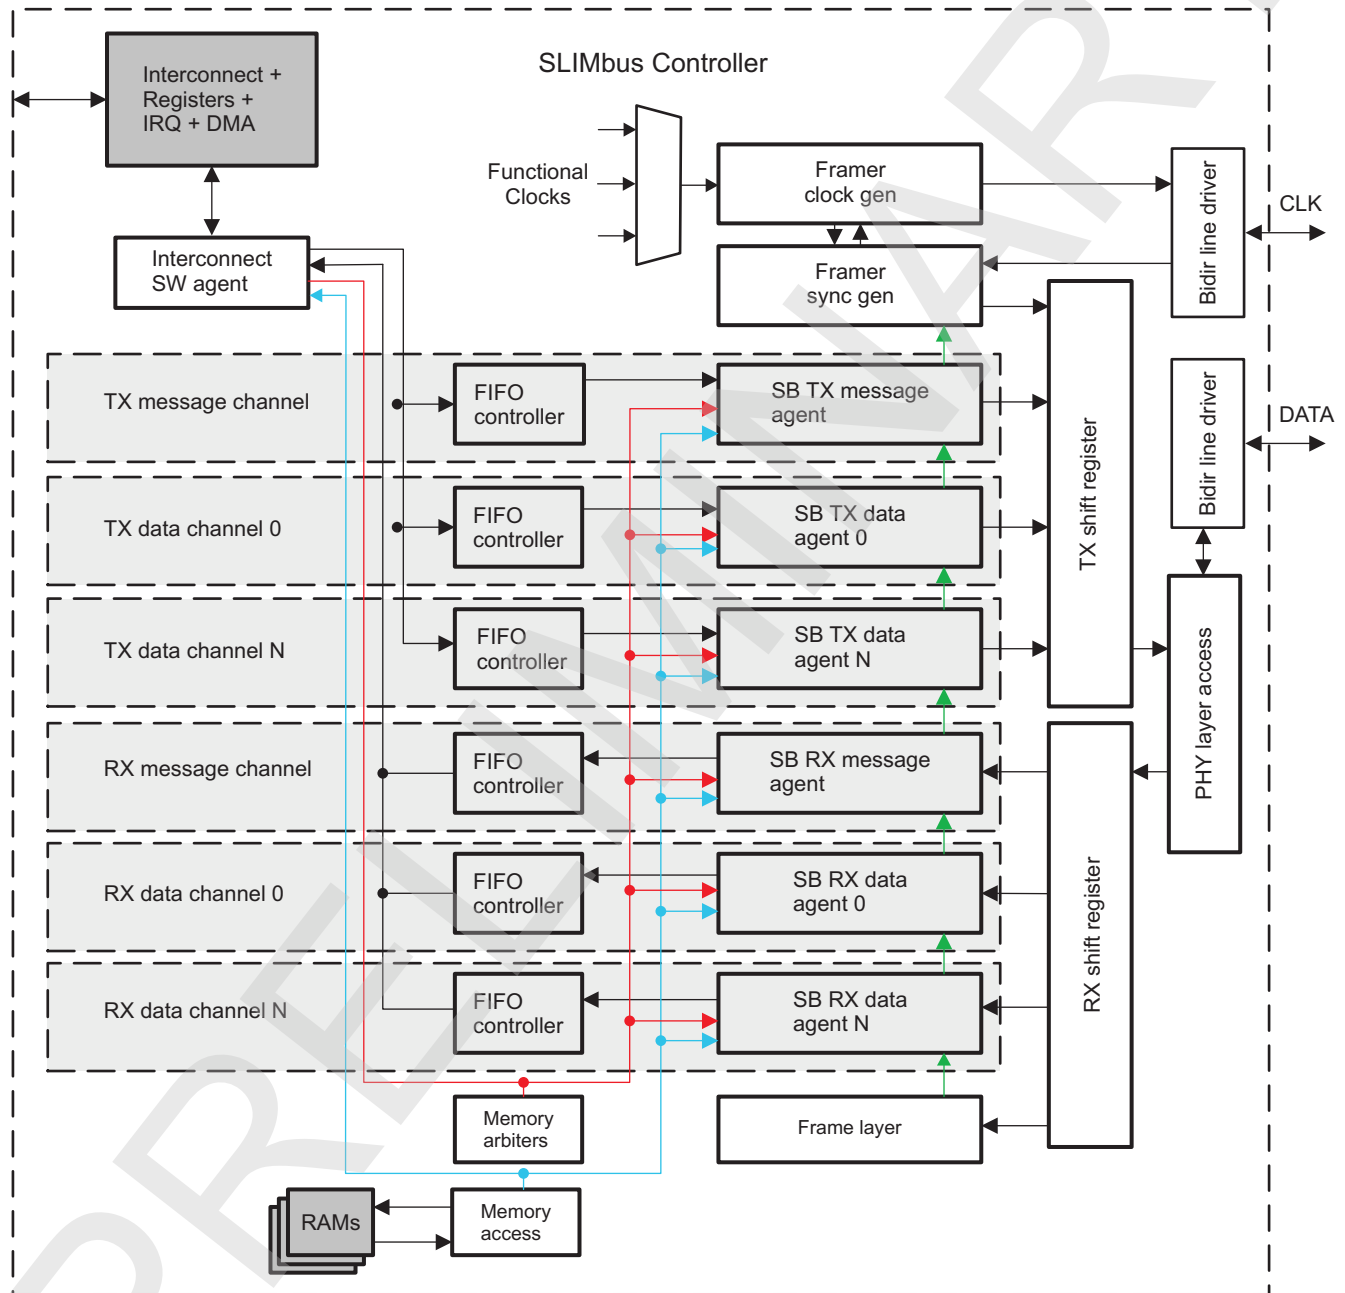 SLIMbus Controller
Interconnect +
Registers +
IRQ + DMA
Functional
Clocks
Framer
clock gen
Bidir line driver
CLK
Interconnect
SW agent
Framer
sync gen
TX message channel
FIFO
controller
SB TX message
agent
TX shift register
Bidir line driver
DATA
TX data channel 0
FIFO
controller
SB TX data
agent 0
TX data channel N
FIFO
controller
SB TX data
agent N
PHY layer access
RX message channel
FIFO
controller
SB RX message
agent
RX data channel 0
FIFO
controller
SB RX data
agent 0
RX shift register
RX data channel N
FIFO
controller
SB RX data
agent N
Memory
arbiters
Frame layer
RAMs
Memory
access
PRELIMINARY